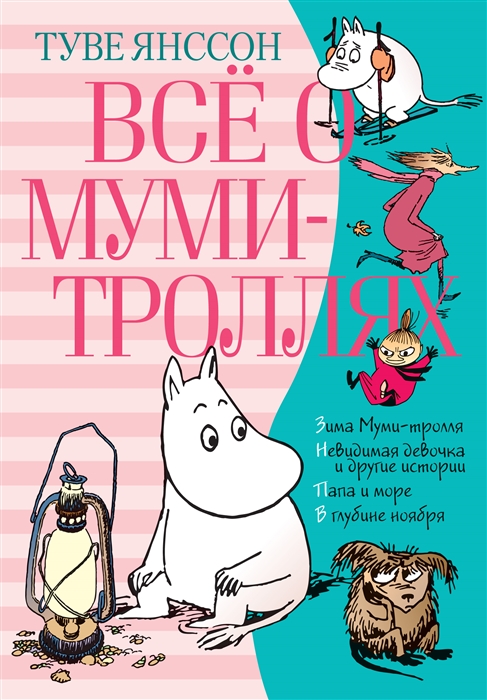 ТУВЕ ЯНССОН
ВСЁ О
МУМИ-
ТРОЛЛЯХ
Зима Муми-тролля
Невидимая девочка
и другие истории
Папа и море
В глубине ноября